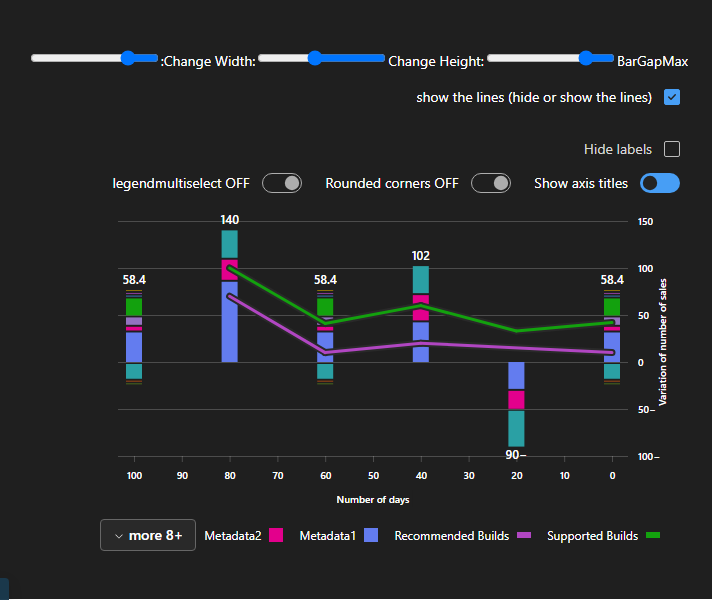 :Change Width: Change Height: BarGapMax
show the lines (hide or show the lines)
Hide labels
legendmultiselect OFF Rounded corners OFF Show axis titles
140
150
58.4 102 58.4 58.4
100
50
0
50–
90–
100–
Variation of number of sales
100 90 80 70 60 50 40 30 20 10 0
Number of days
more 8+ Metadata2 Metadata1 Recommended Builds Supported Builds